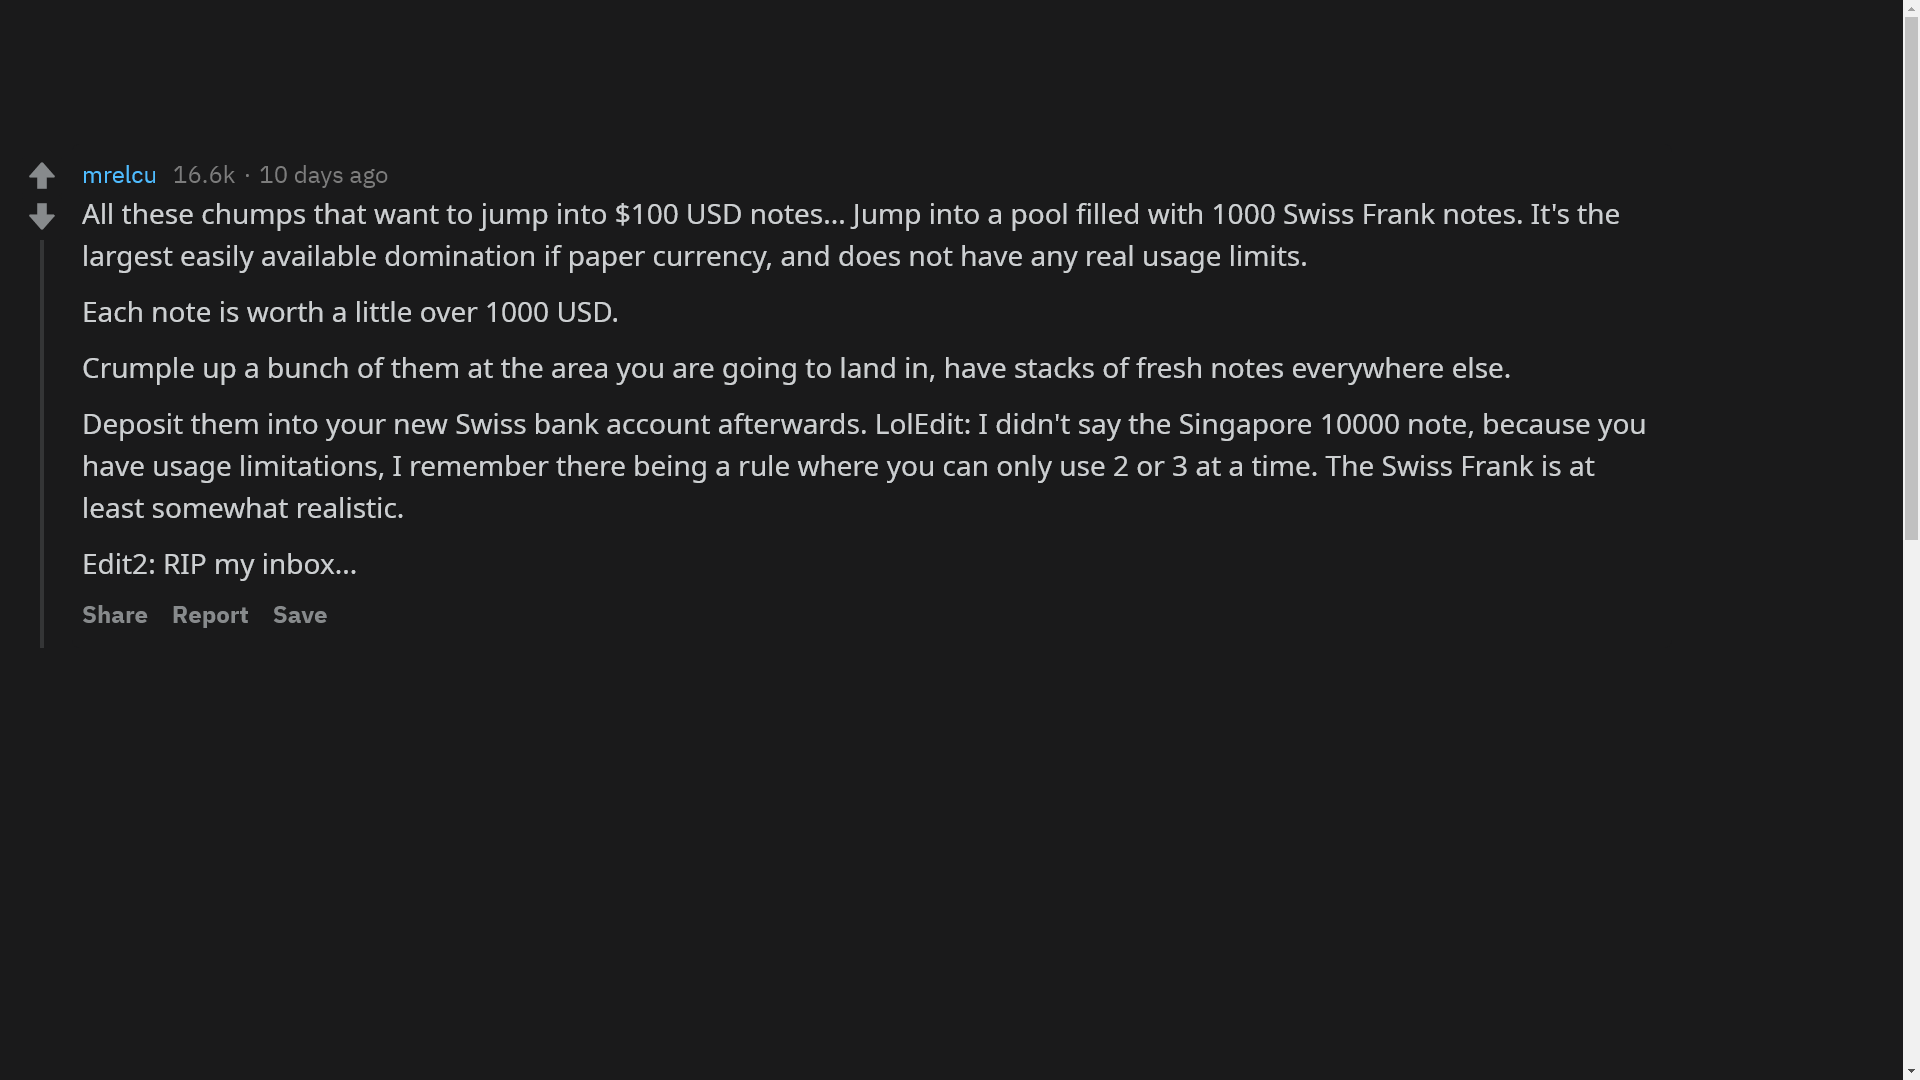 mrelcu 16.6k · 10 days ago
All these chumps that want to jump into $100 USD notes... Jump into a pool filled with 1000 Swiss Frank notes. It's the
largest easily available domination if paper currency, and does not have any real usage limits.
Each note is worth a little over 1000 USD.
Crumple up a bunch of them at the area you are going to land in, have stacks of fresh notes everywhere else.
Deposit them into your new Swiss bank account afterwards. LolEdit: I didn't say the Singapore 10000 note, because you
have usage limitations, I remember there being a rule where you can only use 2 or 3 at a time. The Swiss Frank is at
least somewhat realistic.
Edit2: RIP my inbox...
Share Report Save